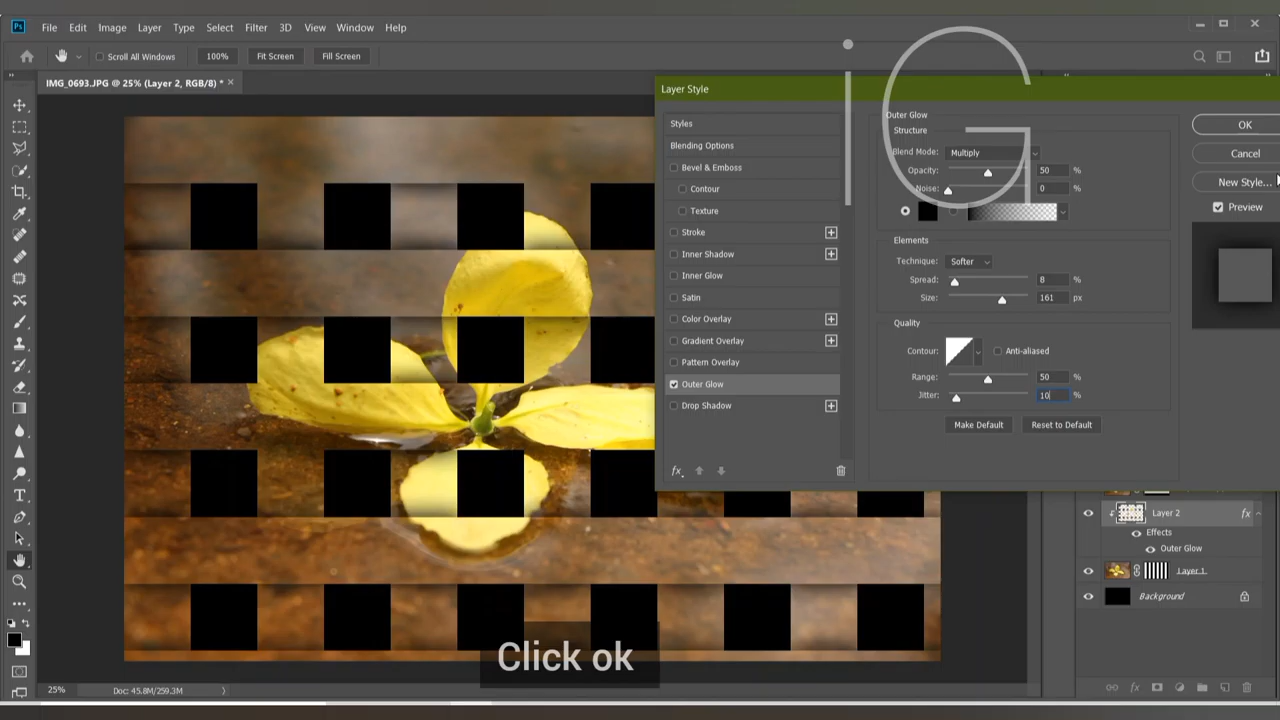 Ps File Edit Image Layer Type Select Filter 3D View Window Help
Scroll All Windows 100% Fit Screen Fill Screen
IMG_0693.JPG @ 25% (Layer 2, RGB/8) *
Layer Style
Styles
Blending Options
Bevel & Emboss
Contour
Texture
Stroke
Inner Shadow
Inner Glow
Satin
Color Overlay
Gradient Overlay
Pattern Overlay
Outer Glow
Drop Shadow
fx
Outer Glow
Structure
Blend Mode: Multiply
Opacity: 50 %
Noise: 0 %
Elements
Technique: Softer
Spread: 8 %
Size: 161 px
Quality
Contour: Anti-aliased
Range: 50 %
Jitter: 10 %
Make Default Reset to Default
OK
Cancel
New Style...
Preview
iG
Layer 2 fx
Effects
Outer Glow
Layer 1
Background
fx
Click ok
25% Doc: 45.8M/259.3M